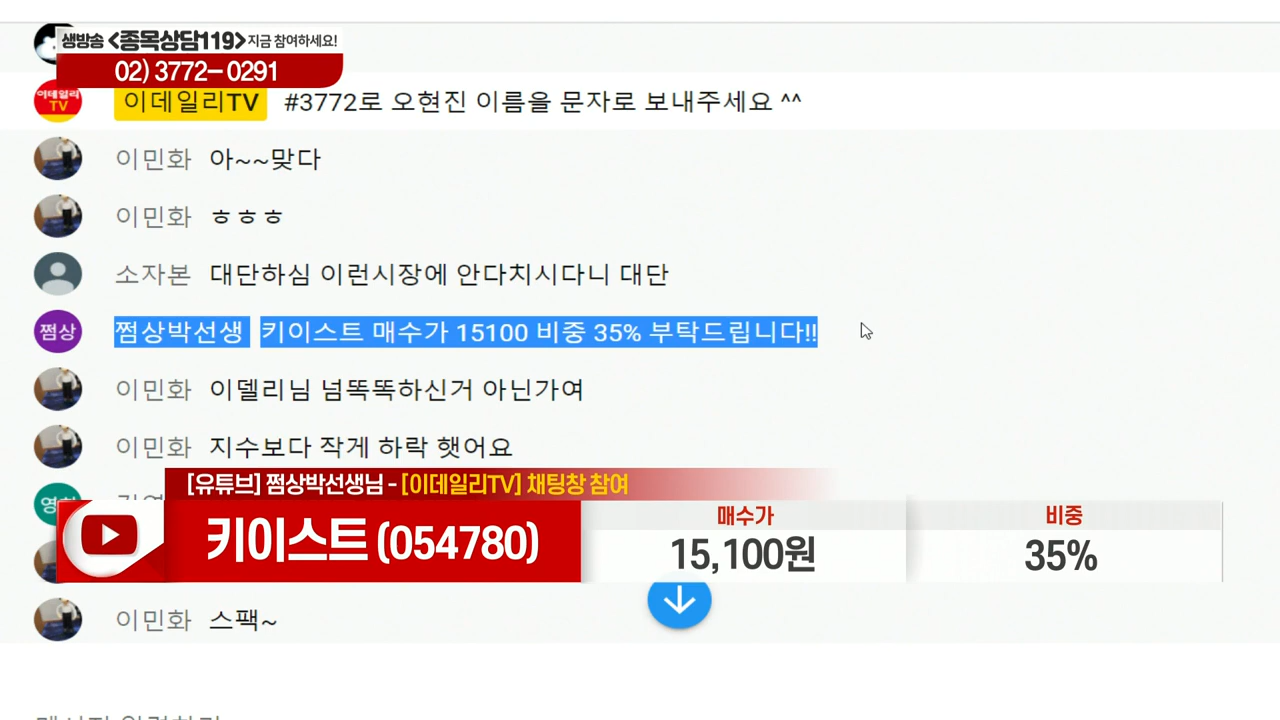 생방송 <종목상담119> 지금 참여하세요!
02) 3772-0291
이데일리TV 이데일리TV #3772로 오현진 이름을 문자로 보내주세요 ^^
이민화 아~~맞다
이민화 ㅎㅎㅎ
소자본 대단하심 이런시장에 안다치시다니 대단
쩜상 쩜상박선생 키이스트 매수가 15100 비중 35% 부탁드립니다!!
이민화 이델리님 넘똑똑하신거 아닌가여
이민화 지수보다 작게 하락 햇어요
[유튜브] 쩜상박선생님 - [이데일리TV] 채팅창 참여
키이스트 (054780)
매수가 비중
15,100원 35%
이민화 스팩~